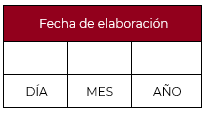 Fecha de elaboración
DÍA MES AÑO